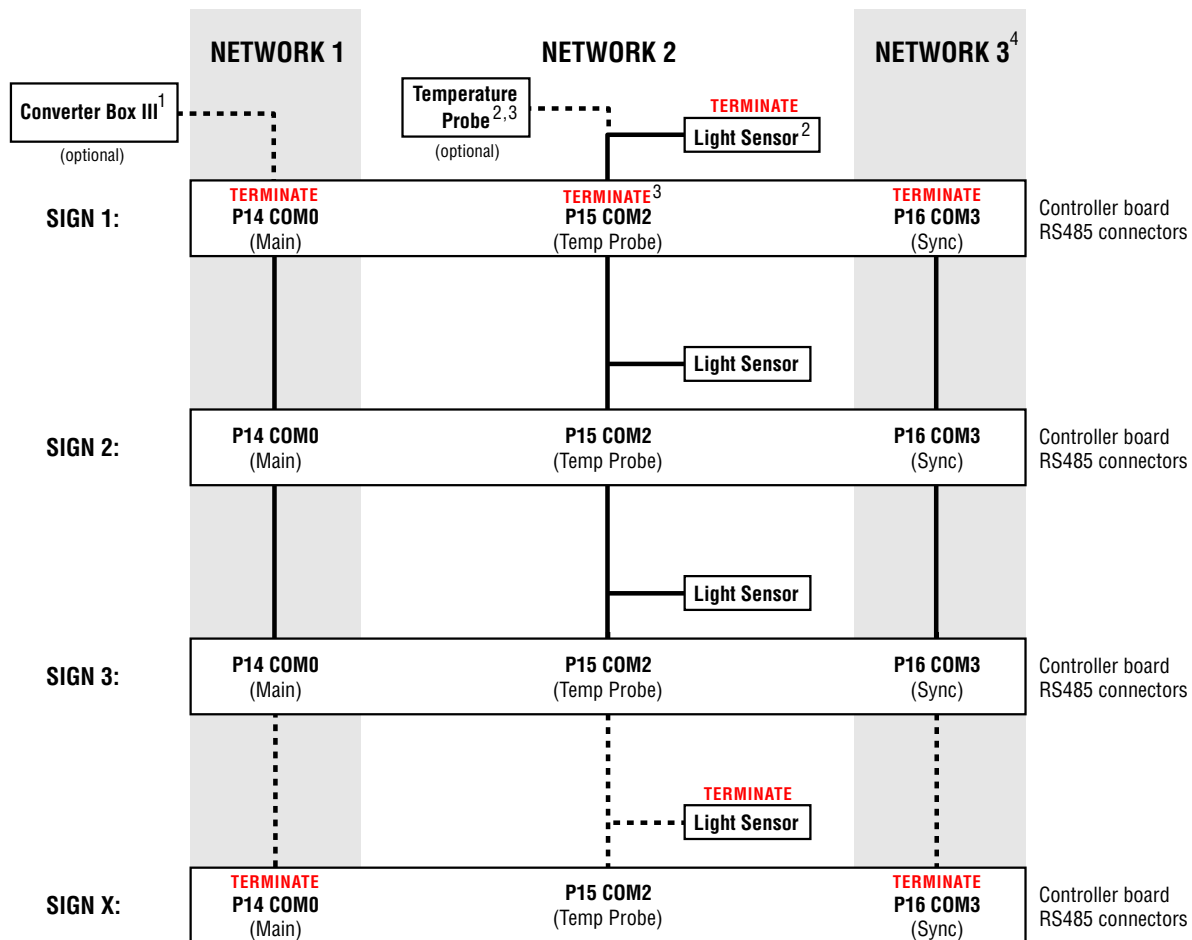 NETWORK 1
NETWORK 2
NETWORK 3⁴
Converter Box III¹
(optional)
Temperature
Probe²,³
(optional)
TERMINATE
Light Sensor²
SIGN 1:
TERMINATE
P14 COM0
(Main)
TERMINATE³
P15 COM2
(Temp Probe)
TERMINATE
P16 COM3
(Sync)
Controller board
RS485 connectors
Light Sensor
SIGN 2:
P14 COM0
(Main)
P15 COM2
(Temp Probe)
P16 COM3
(Sync)
Controller board
RS485 connectors
Light Sensor
SIGN 3:
P14 COM0
(Main)
P15 COM2
(Temp Probe)
P16 COM3
(Sync)
Controller board
RS485 connectors
TERMINATE
Light Sensor
SIGN X:
TERMINATE
P14 COM0
(Main)
P15 COM2
(Temp Probe)
TERMINATE
P16 COM3
(Sync)
Controller board
RS485 connectors